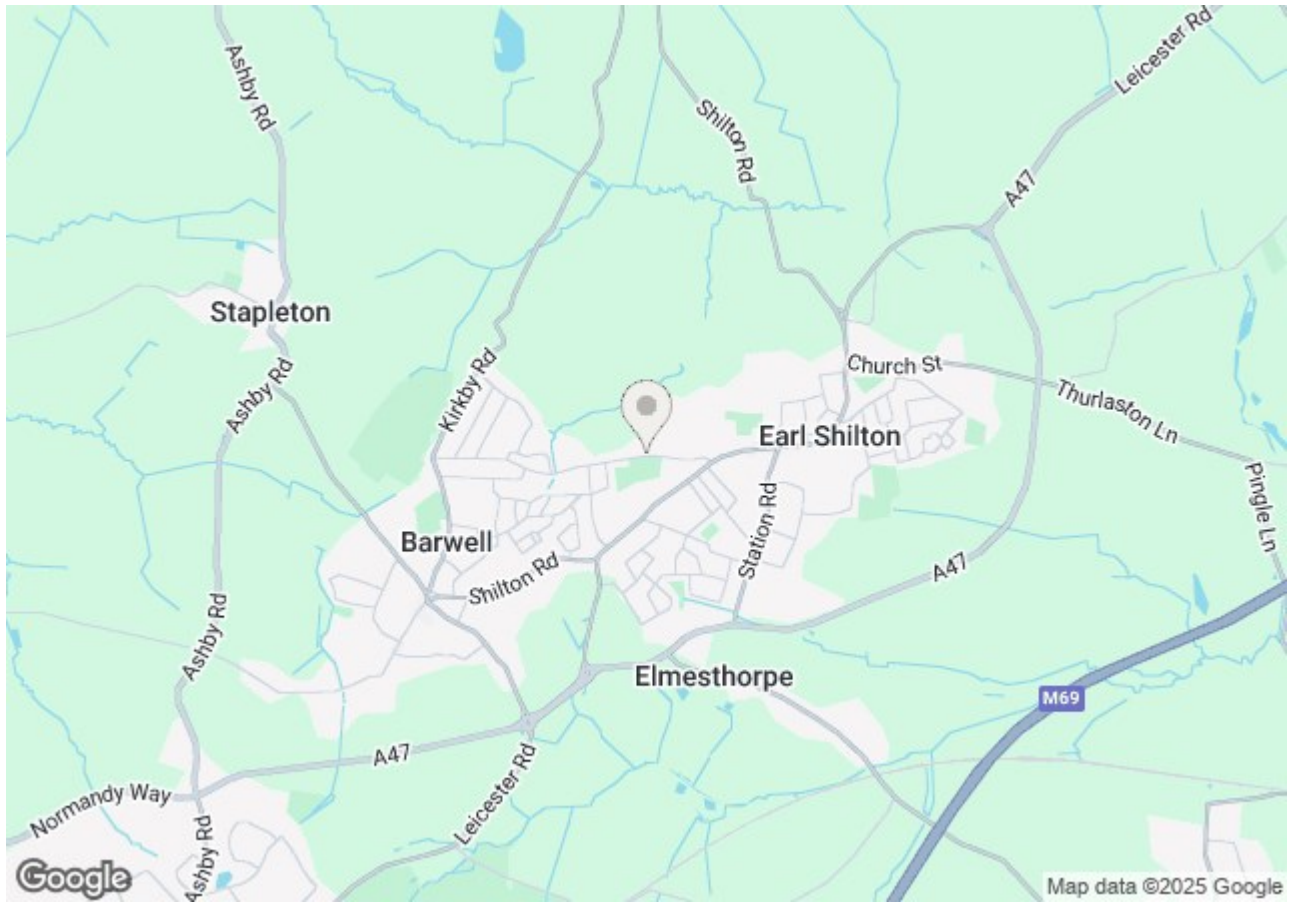 Ashby Rd
Leicester Rd
Shilton Rd
A47
Stapleton
Kirkby Rd
Church St
Ashby Rd
Thurlaston Ln
Earl Shilton
Pingle Ln
Station Rd
Barwell
Shilton Rd
A47
Ashby Rd
Elmesthorpe
M69
A47
Leicester Rd
Normandy Way
Ashby Rd
Google
Map data ©2025 Google